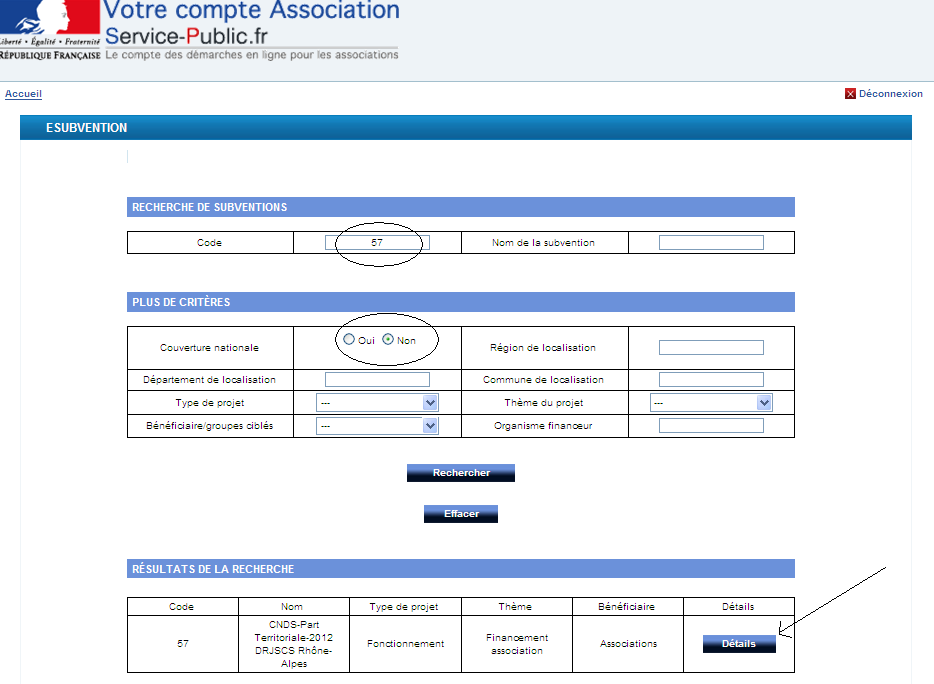 Votre compte Association
Service-Public.fr
Liberté • Égalité • Fraternité
RÉPUBLIQUE FRANÇAISE
Le compte des démarches en ligne pour les associations
Accueil
Déconnexion
ESUBVENTION
RECHERCHE DE SUBVENTIONS
Code 57 Nom de la subvention
PLUS DE CRITÈRES
Couverture nationale Oui Non Région de localisation
Département de localisation Commune de localisation
Type de projet --- Thème du projet ---
Bénéficiaire/groupes ciblés --- Organisme financeur
Rechercher
Effacer
RÉSULTATS DE LA RECHERCHE
Code Nom Type de projet Thème Bénéficiaire Détails
57
CNDS-Part
Territoriale-2012
DRJSCS Rhône-
Alpes
Fonctionnement
Financement
association
Associations
Détails